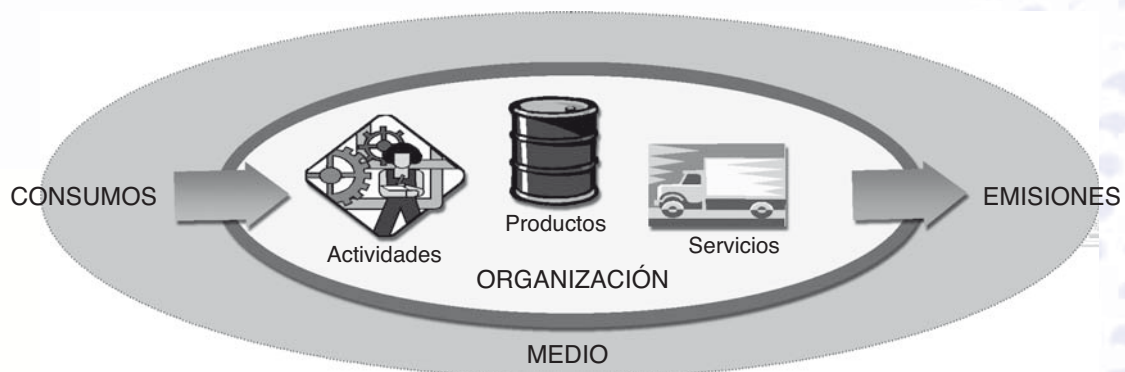 CONSUMOS
EMISIONES
Actividades
Productos
Servicios
ORGANIZACIÓN
MEDIO